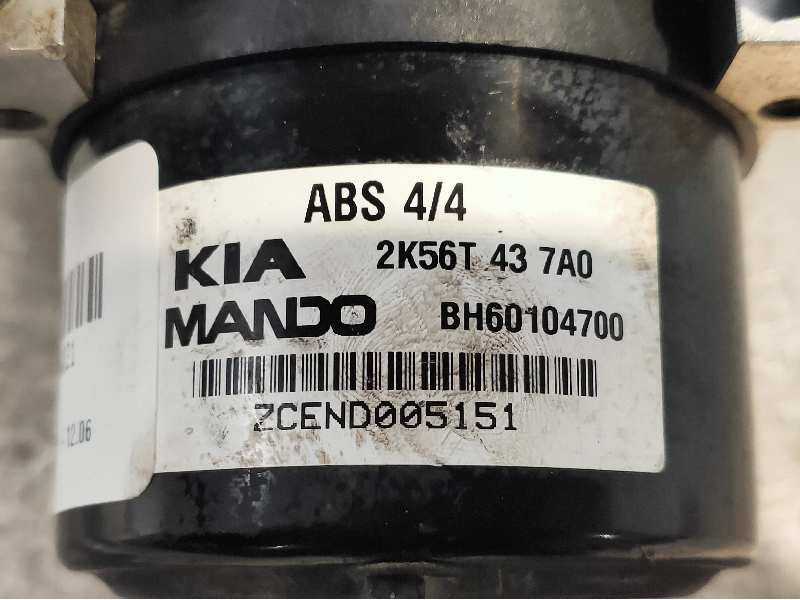 ABS 4/4
KIA 2K56T 43 7A0
MANDO BH60104700
ZCEND005151
12.06